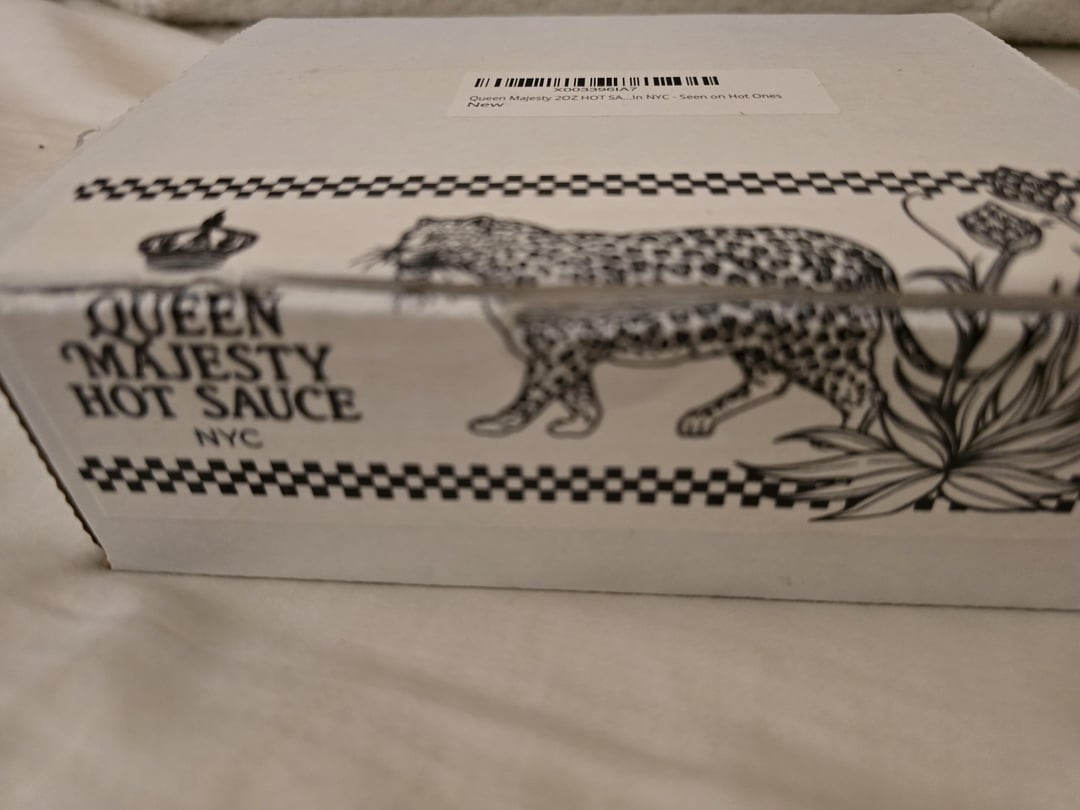 X003396IA7
Queen Majesty 2OZ HOT SA...In NYC - Seen on Hot Ones
New
QUEEN
MAJESTY
HOT SAUCE
NYC